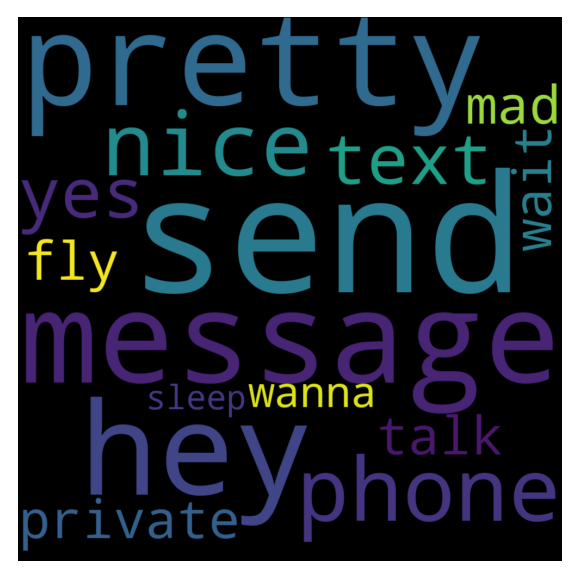 pretty
mad
nice
text
wait
yes
send
fly
message
sleep
wanna
hey
talk
phone
private